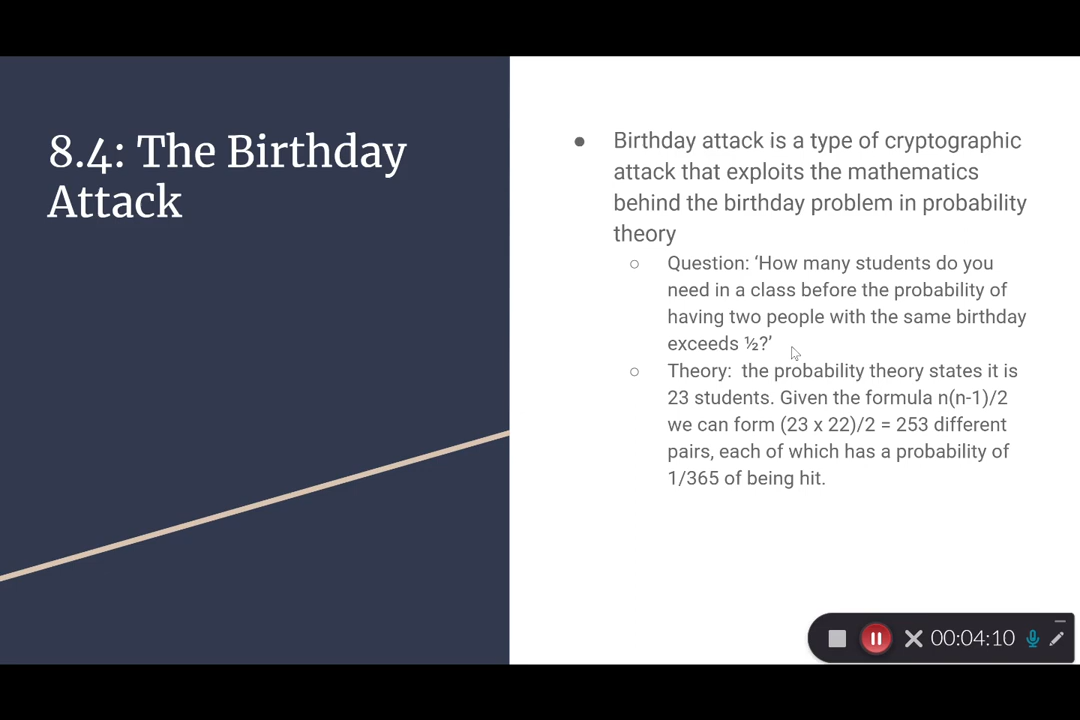 8.4: The Birthday
Attack
● Birthday attack is a type of cryptographic
attack that exploits the mathematics
behind the birthday problem in probability
theory
○ Question: ‘How many students do you
need in a class before the probability of
having two people with the same birthday
exceeds ½?’
○ Theory:  the probability theory states it is
23 students. Given the formula n(n-1)/2
we can form (23 x 22)/2 = 253 different
pairs, each of which has a probability of
1/365 of being hit.
00:04:10